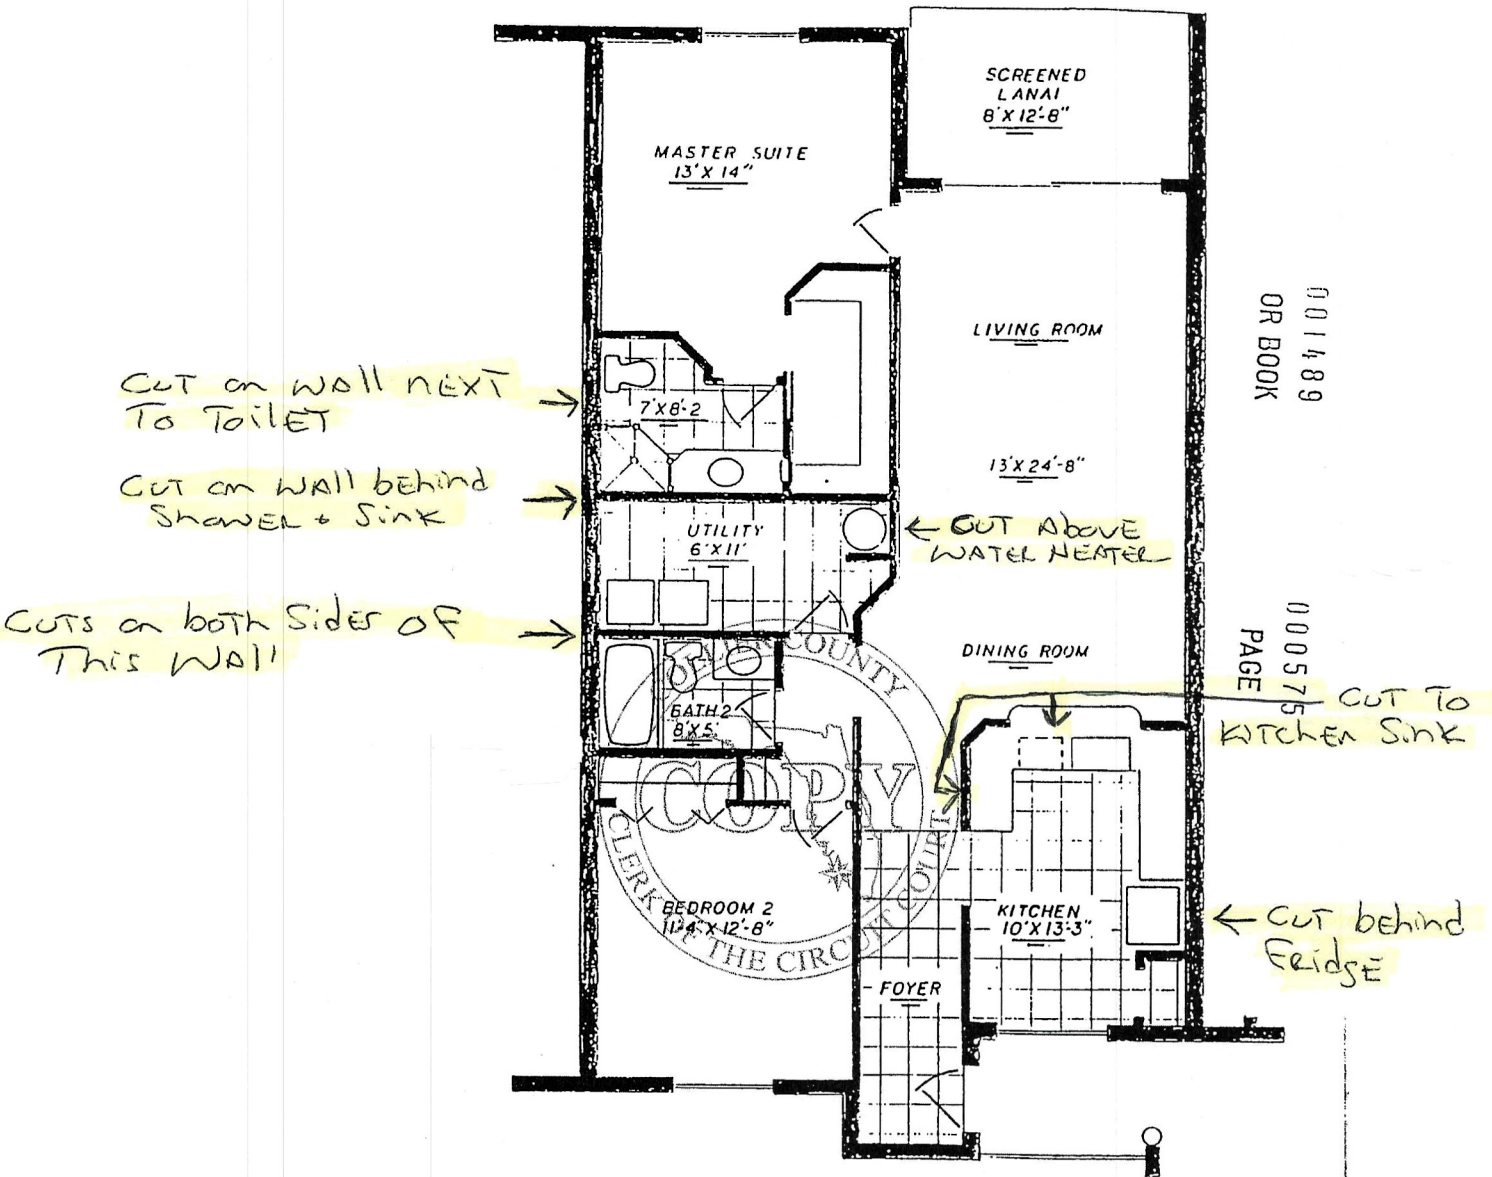 SCREENED
LANAI
8'X12'-8"
MASTER SUITE
13'X14"
LIVING ROOM
001489
OR BOOK
CUT on WAll NEXT
To ToilET
7'X8'-2
13'X24'-8"
CUT on WAll behind
ShowER + Sink
UTILITY
6'X11'
← CUT ABOVE
WATER HEATER
CUTS on both Sides OF
This WAll
DINING ROOM
000575
PAGE
CUT To
KITCHEN Sink
BATH 2
8'X5'
COLLIER COUNTY
COPY
CLERK OF THE CIRCUIT COURT
BEDROOM 2
11'-4"X12'-8"
KITCHEN
10'X13'-3"
← CUT behind
FRidgE
FOYER